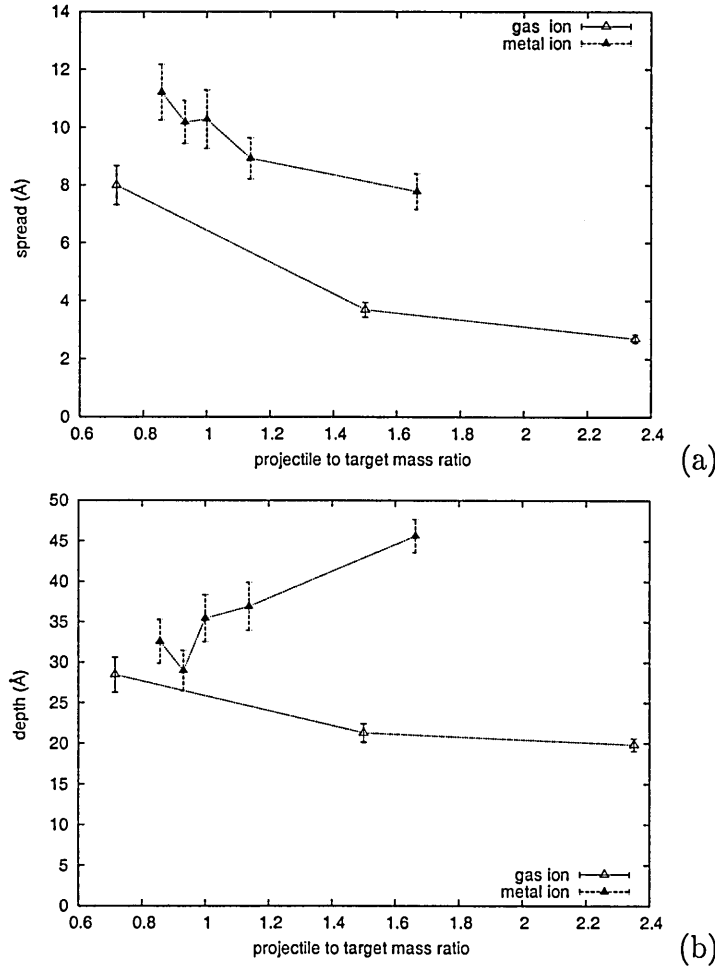 14
12
10
8
6
4
2
0
spread (Å)
gas ion
metal ion
0.6 0.8 1 1.2 1.4 1.6 1.8 2 2.2 2.4
projectile to target mass ratio
(a)
50
45
40
35
30
25
20
15
10
5
0
depth (Å)
gas ion
metal ion
0.6 0.8 1 1.2 1.4 1.6 1.8 2 2.2 2.4
projectile to target mass ratio
(b)